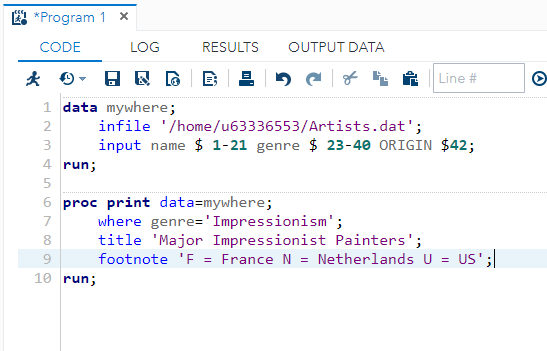 *Program 1 ×
CODE LOG RESULTS OUTPUT DATA
Line #
1 data mywhere;
2 infile '/home/u63336553/Artists.dat';
3 input name $ 1-21 genre $ 23-40 ORIGIN $42;
4 run;
5
6 proc print data=mywhere;
7 where genre='Impressionism';
8 title 'Major Impressionist Painters';
9 footnote 'F = France N = Netherlands U = US';
10 run;